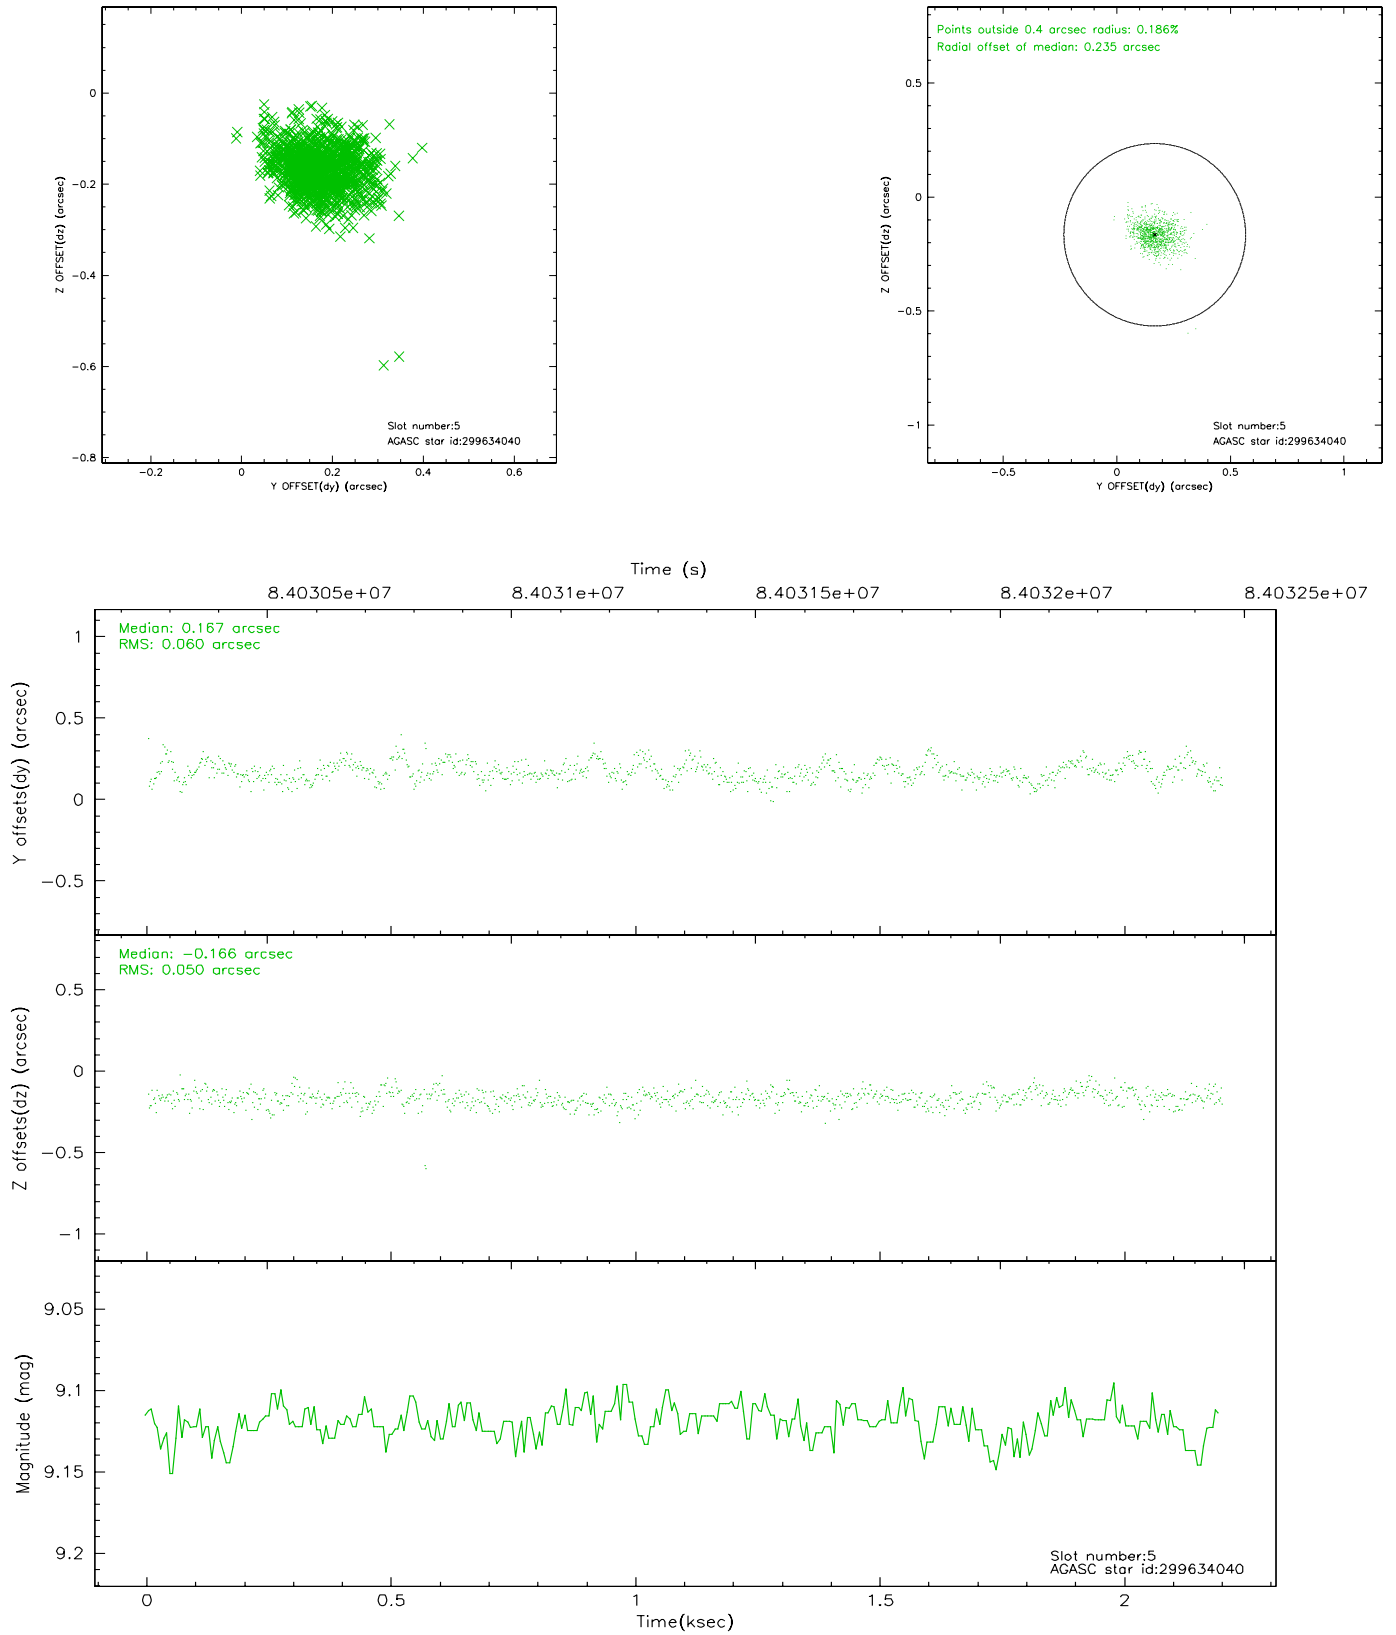 0
-0.2
-0.4
-0.6
-0.8
Z OFFSET(dz) (arcsec)
Slot number:5
AGASC star id:299634040
-0.2
0
0.2
0.4
0.6
Y OFFSET(dy) (arcsec)
Points outside 0.4 arcsec radius: 0.186%
Radial offset of median: 0.235 arcsec
0.5
0
-0.5
-1
Z OFFSET(dz) (arcsec)
Slot number:5
AGASC star id:299634040
-0.5
0
0.5
1
Y OFFSET(dy) (arcsec)
Time (s)
8.40305e+07
8.4031e+07
8.40315e+07
8.4032e+07
8.40325e+07
Median: 0.167 arcsec
RMS: 0.060 arcsec
1
0.5
0
-0.5
Y offsets(dy) (arcsec)
Median: -0.166 arcsec
RMS: 0.050 arcsec
0.5
0
-0.5
-1
Z offsets(dz) (arcsec)
9.05
9.1
9.15
9.2
Magnitude (mag)
Slot number:5
AGASC star id:299634040
0
0.5
1
1.5
2
Time(ksec)